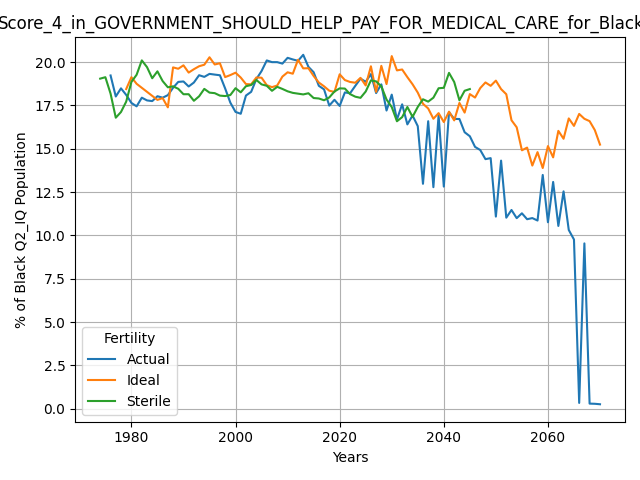 Score_4_in_GOVERNMENT_SHOULD_HELP_PAY_FOR_MEDICAL_CARE_for_Black
20.0
17.5
15.0
12.5
10.0
7.5
5.0
2.5
0.0
% of Black Q2_IQ Population
Fertility
Actual
Ideal
Sterile
1980 2000 2020 2040 2060
Years